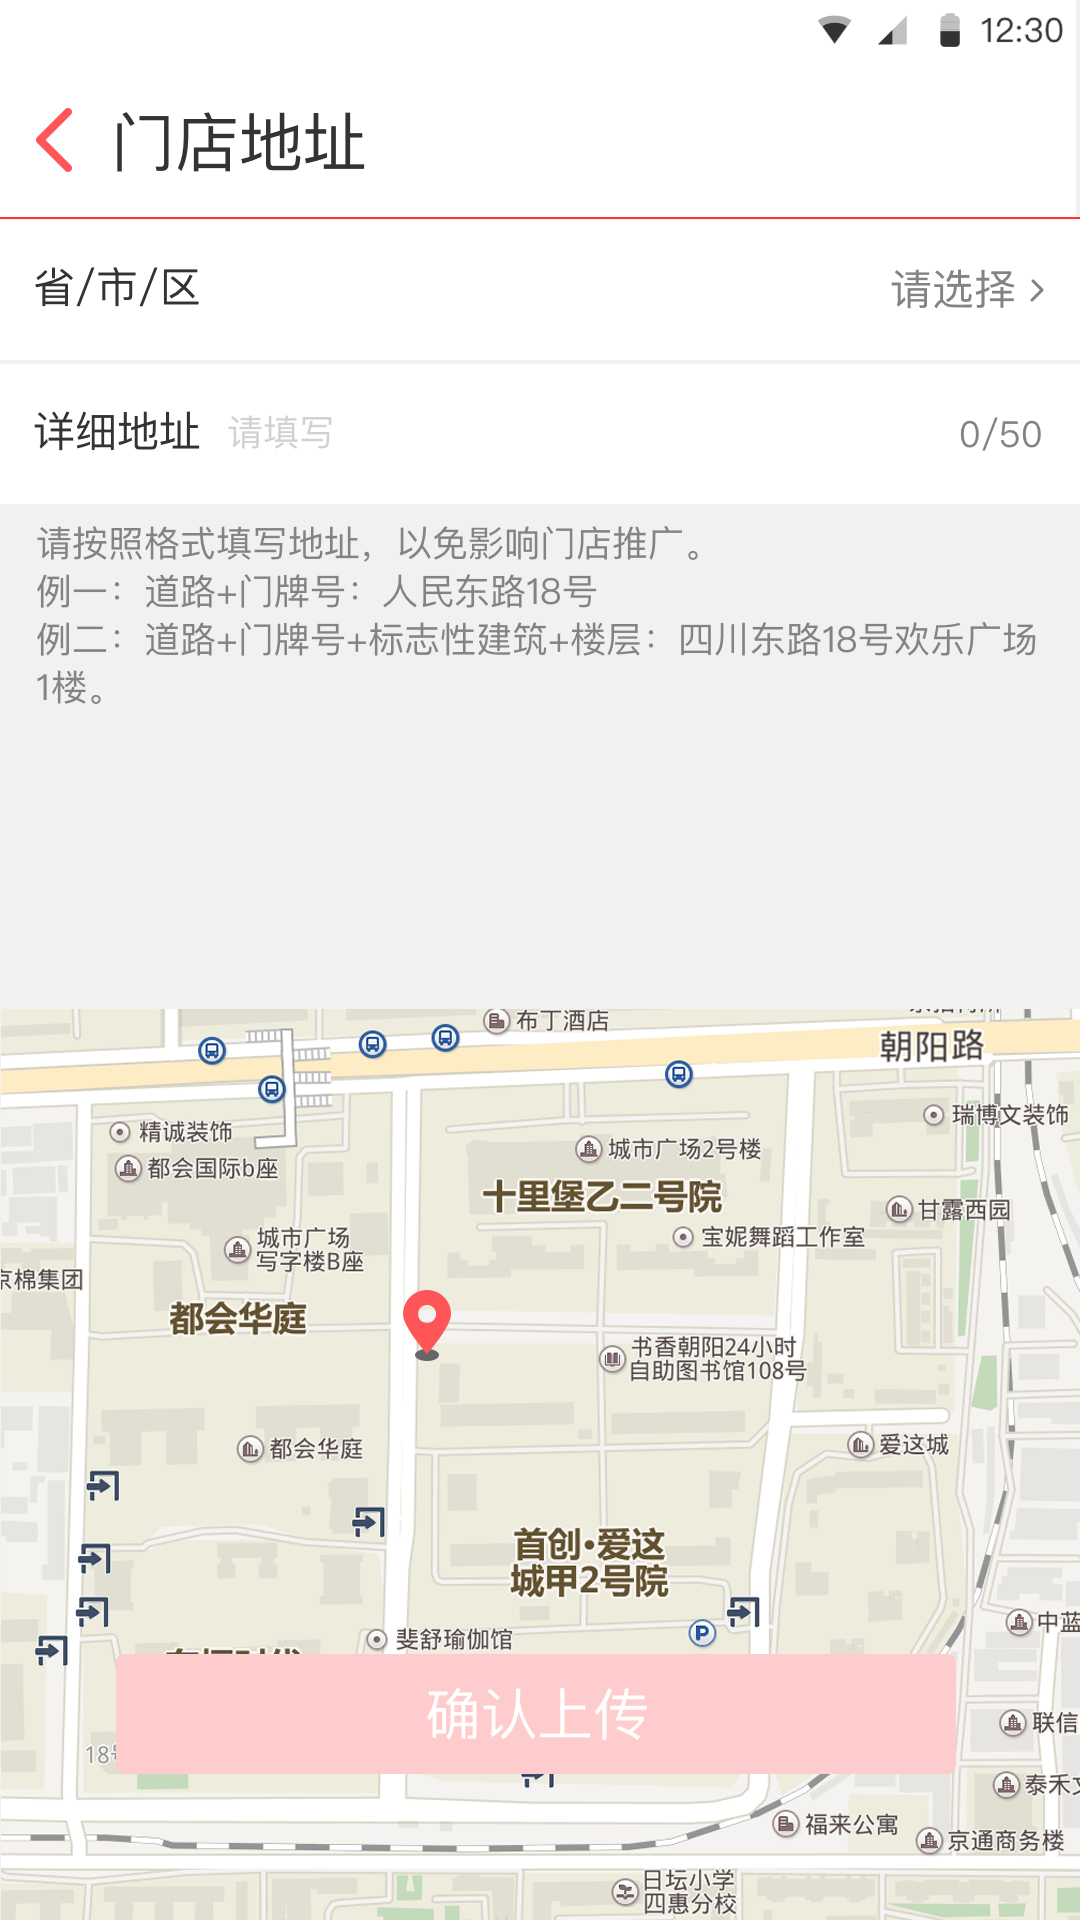 12:30
门店地址
省/市/区
请选择
详细地址 请填写 0/50
请按照格式填写地址，以免影响门店推广。
例一：道路+门牌号：人民东路18号
例二：道路+门牌号+标志性建筑+楼层：四川东路18号欢乐广场
1楼。
布丁酒店
朝阳路
瑞博文装饰
精诚装饰
都会国际b座
城市广场2号楼
十里堡乙二号院
甘露西园
宝妮舞蹈工作室
城市广场
写字楼B座
京棉集团
都会华庭
书香朝阳24小时
自助图书馆108号
都会华庭
爱这城
首创·爱这
城甲2号院
中蓝
P
斐舒瑜伽馆
确认上传
联信
18号
泰禾文
福来公寓
京通商务楼
日坛小学
四惠分校